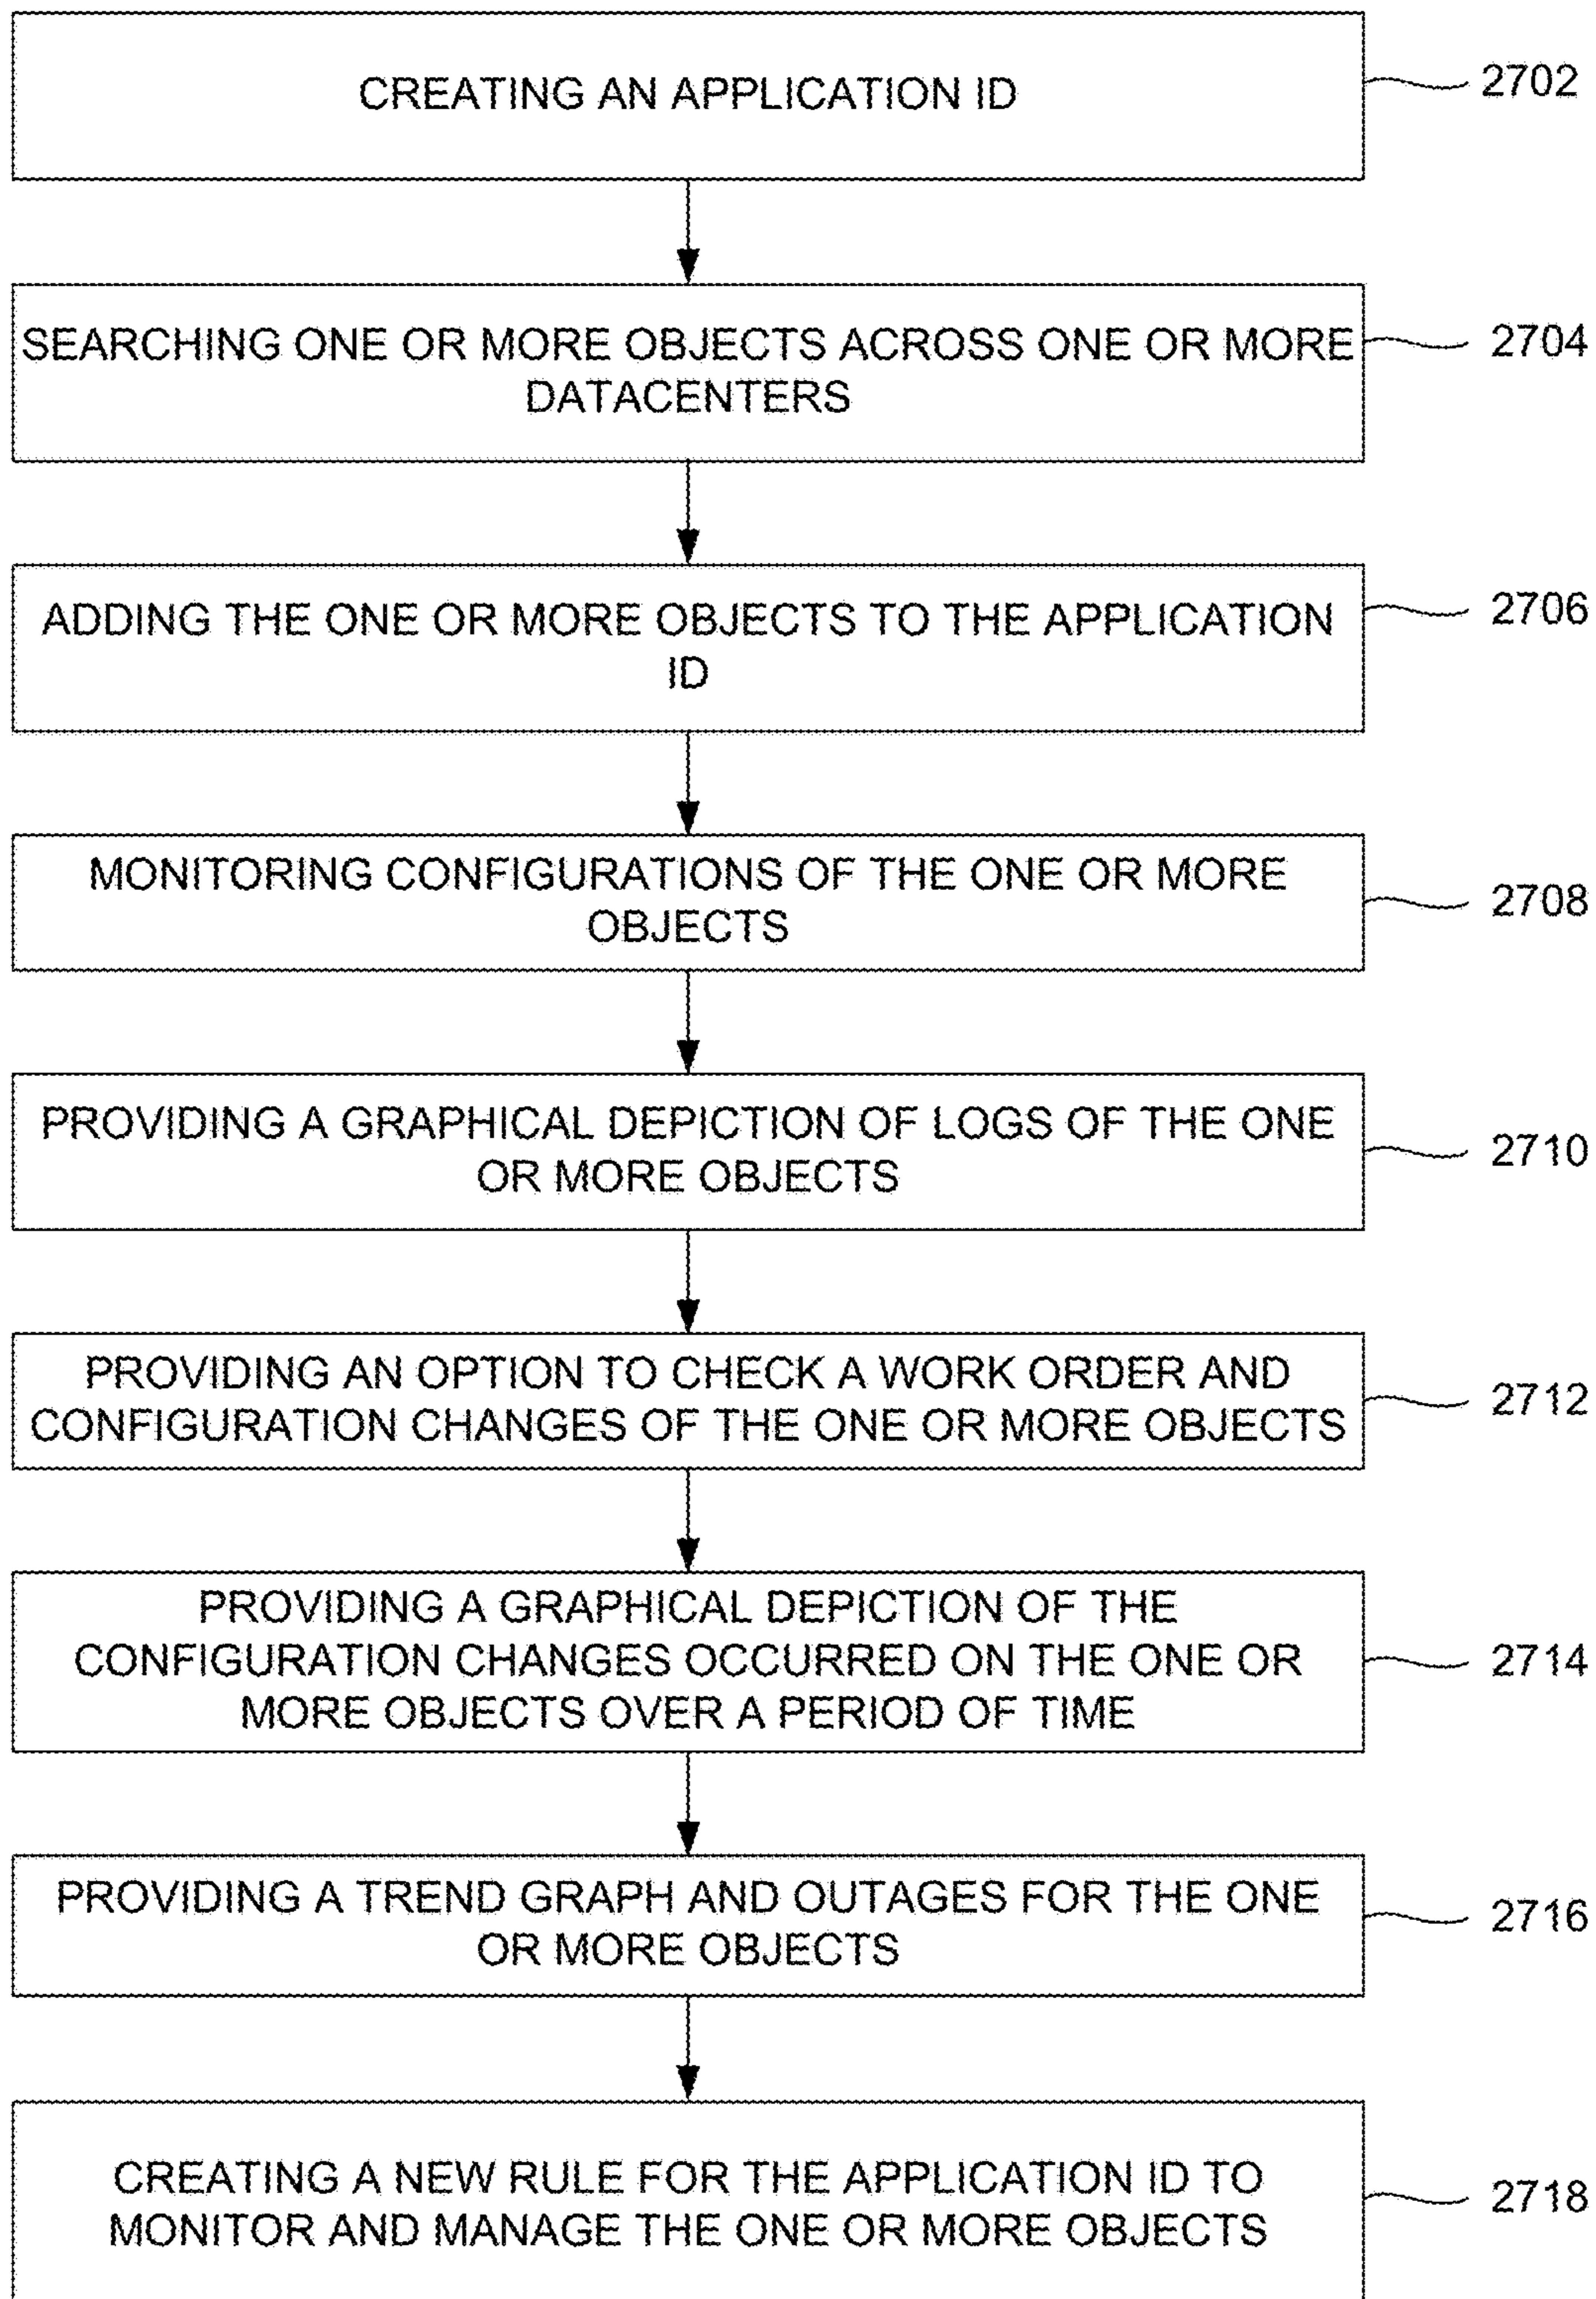 CREATING AN APPLICATION ID
2702
SEARCHING ONE OR MORE OBJECTS ACROSS ONE OR MORE
DATACENTERS
2704
ADDING THE ONE OR MORE OBJECTS TO THE APPLICATION
ID
2706
MONITORING CONFIGURATIONS OF THE ONE OR MORE
OBJECTS
2708
PROVIDING A GRAPHICAL DEPICTION OF LOGS OF THE ONE
OR MORE OBJECTS
2710
PROVIDING AN OPTION TO CHECK A WORK ORDER AND
CONFIGURATION CHANGES OF THE ONE OR MORE OBJECTS
2712
PROVIDING A GRAPHICAL DEPICTION OF THE
CONFIGURATION CHANGES OCCURRED ON THE ONE OR
MORE OBJECTS OVER A PERIOD OF TIME
2714
PROVIDING A TREND GRAPH AND OUTAGES FOR THE ONE
OR MORE OBJECTS
2716
CREATING A NEW RULE FOR THE APPLICATION ID TO
MONITOR AND MANAGE THE ONE OR MORE OBJECTS
2718